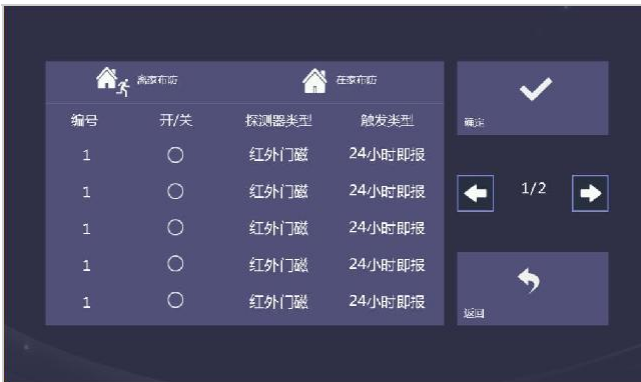 离家布防 在家布防
确定
编号 开/关 探测器类型 触发类型
1 红外门磁 24小时即报
1 红外门磁 24小时即报
1/2
1 红外门磁 24小时即报
1 红外门磁 24小时即报
1 红外门磁 24小时即报
返回